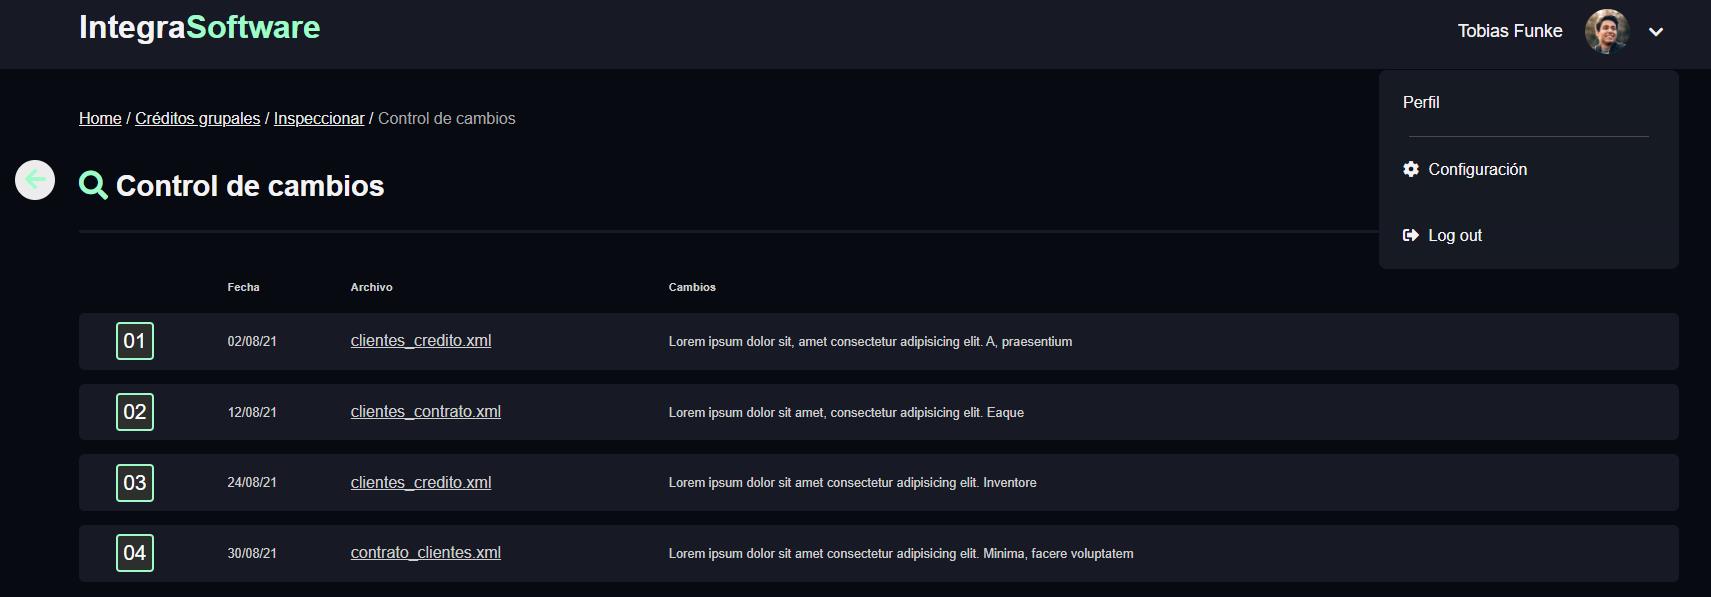 IntegraSoftware
Tobias Funke
Perfil
Configuración
Log out
Home / Créditos grupales / Inspeccionar / Control de cambios
Control de cambios
Fecha Archivo Cambios
01 02/08/21 clientes_credito.xml Lorem ipsum dolor sit, amet consectetur adipisicing elit. A, praesentium
02 12/08/21 clientes_contrato.xml Lorem ipsum dolor sit amet, consectetur adipisicing elit. Eaque
03 24/08/21 clientes_credito.xml Lorem ipsum dolor sit amet consectetur adipisicing elit. Inventore
04 30/08/21 contrato_clientes.xml Lorem ipsum dolor sit amet consectetur adipisicing elit. Minima, facere voluptatem